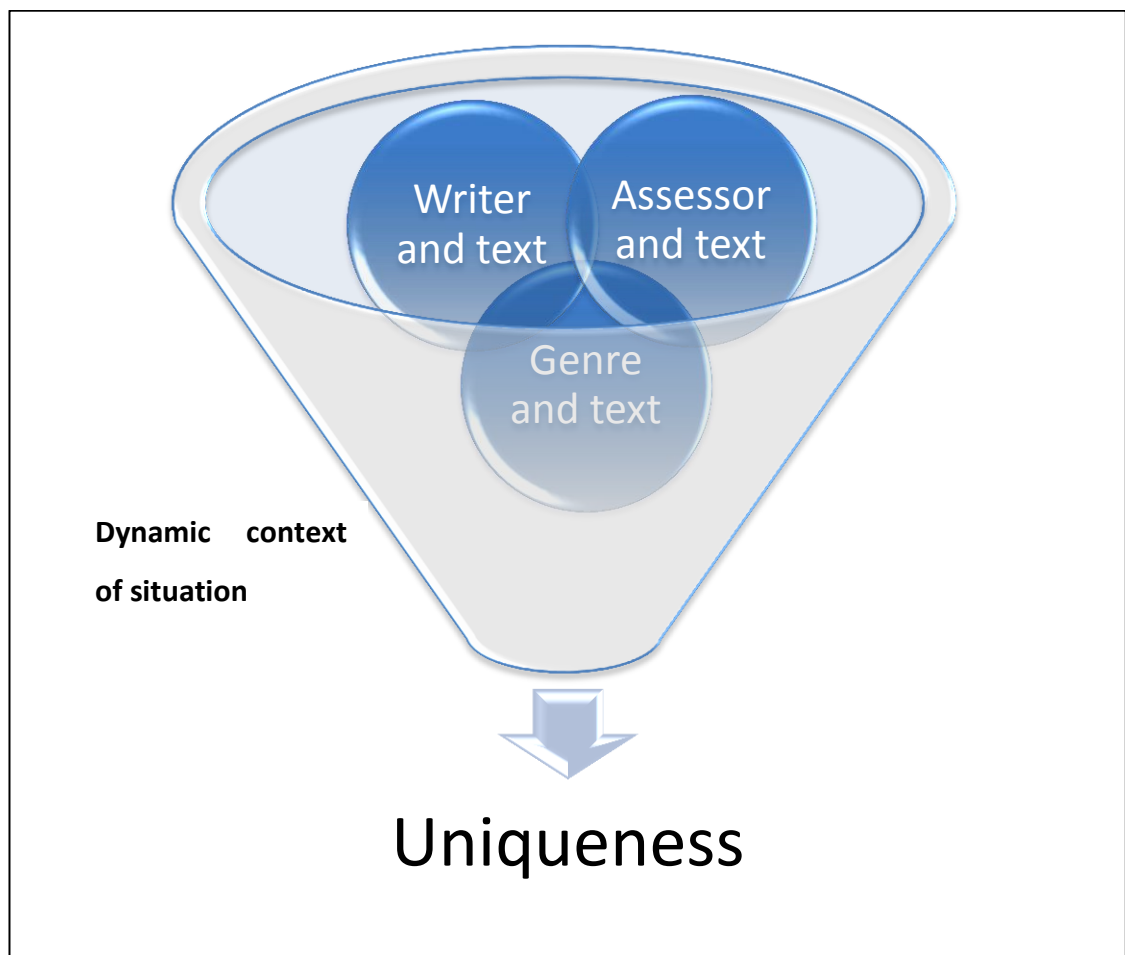 Writer
and text
Assessor
and text
Genre
and text
Dynamic context
of situation
Uniqueness